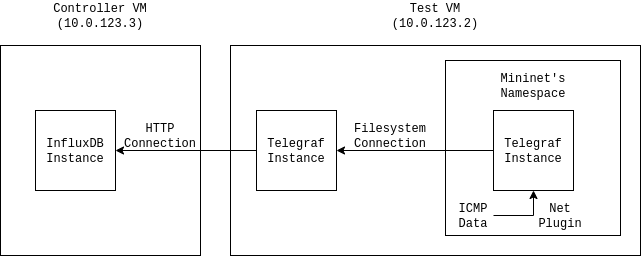 Controller VM
(10.0.123.3)
Test VM
(10.0.123.2)
Mininet's
Namespace
InfluxDB
Instance
HTTP
Connection
Telegraf
Instance
Filesystem
Connection
Telegraf
Instance
ICMP
Data
Net
Plugin